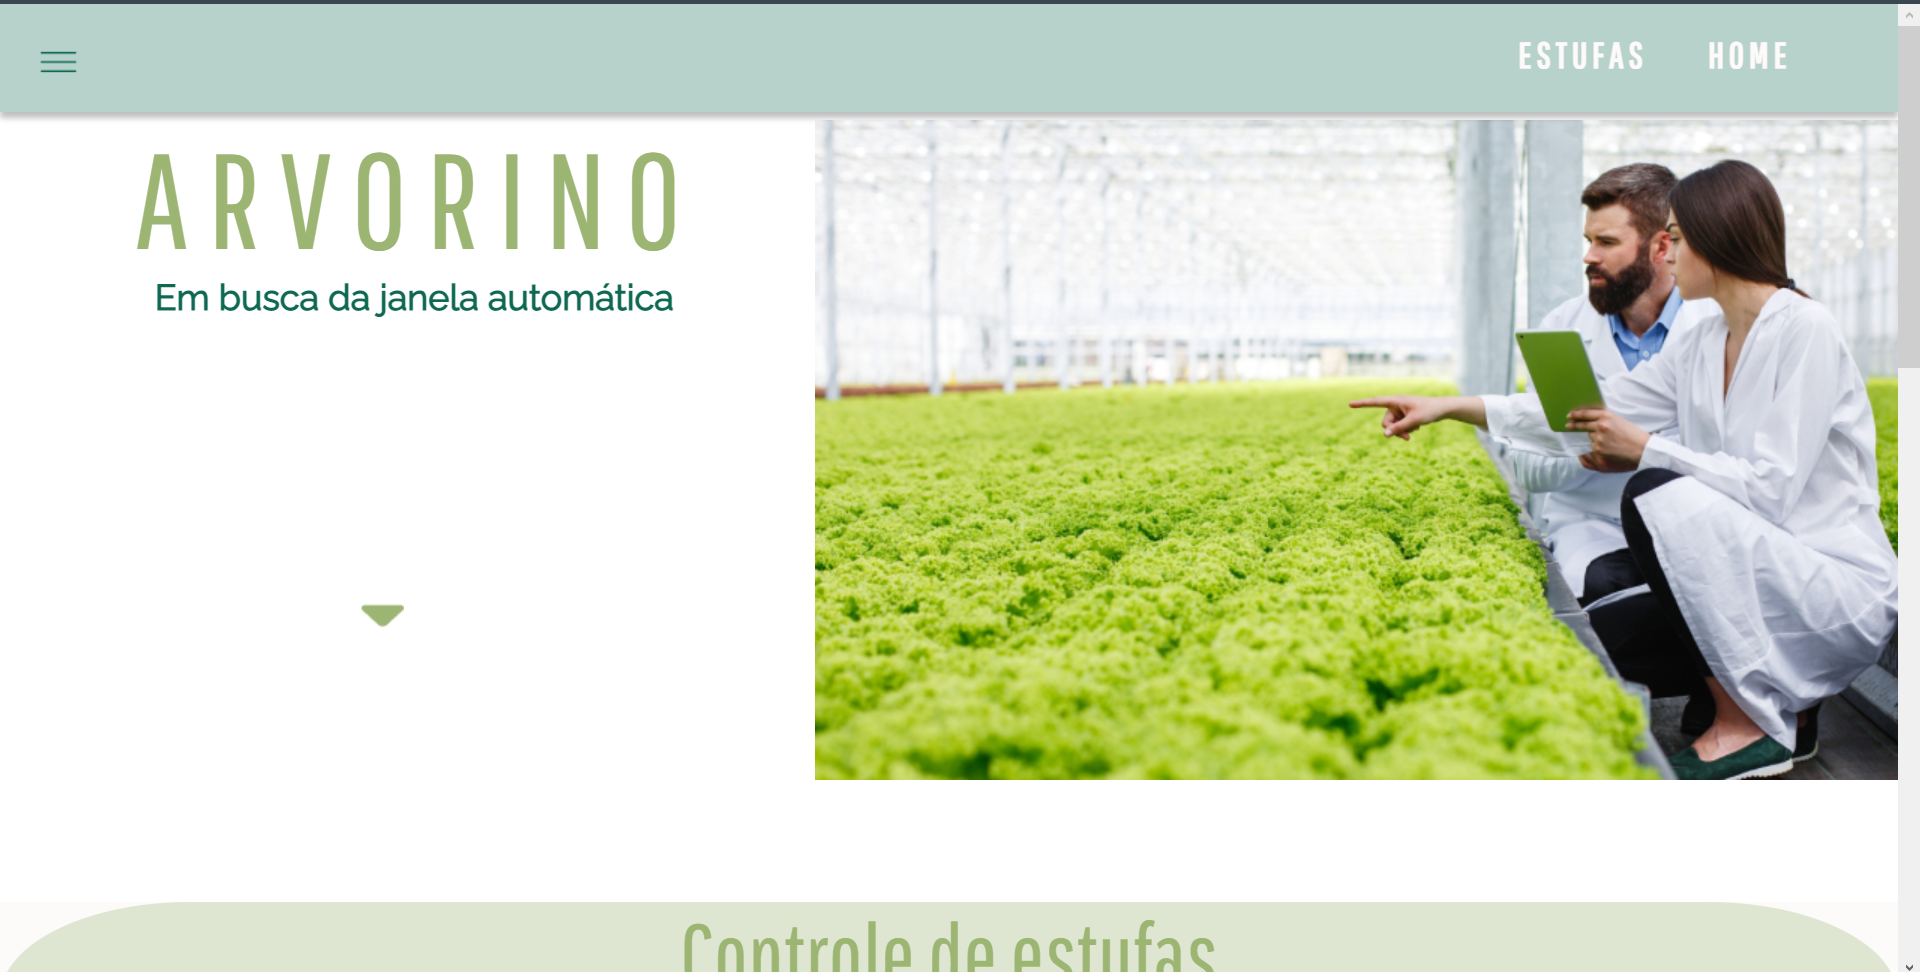 ESTUFAS HOME
ARVORINO
Em busca da janela automática
Controle de estufas